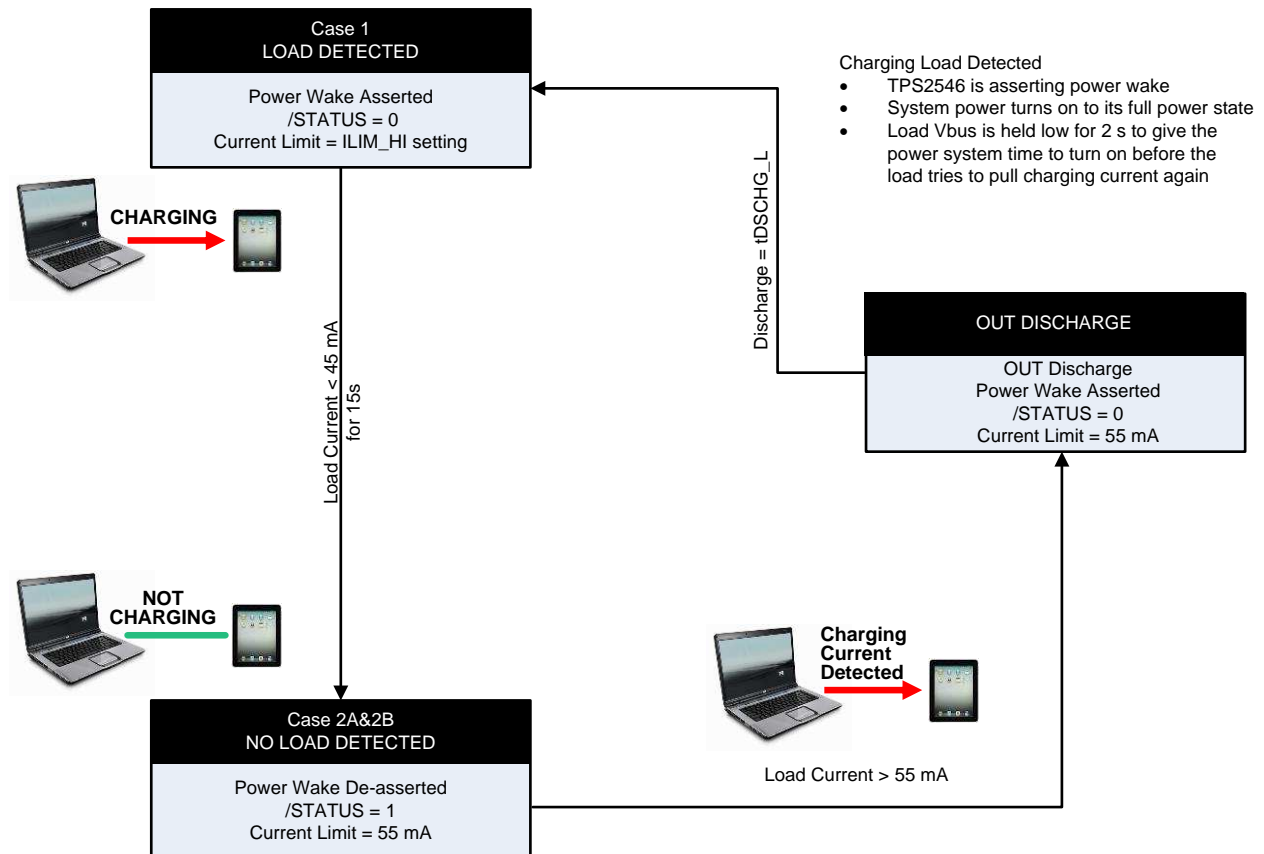 Case 1
LOAD DETECTED
Power Wake Asserted
/STATUS = 0
Current Limit = ILIM_HI setting
Charging Load Detected
• TPS2546 is asserting power wake
• System power turns on to its full power state
• Load Vbus is held low for 2 s to give the
power system time to turn on before the
load tries to pull charging current again
CHARGING
Load Current < 45 mA
for 15s
Discharge = tDSCHG_L
OUT DISCHARGE
OUT Discharge
Power Wake Asserted
/STATUS = 0
Current Limit = 55 mA
NOT
CHARGING
Charging
Current
Detected
Load Current > 55 mA
Case 2A&2B
NO LOAD DETECTED
Power Wake De-asserted
/STATUS = 1
Current Limit = 55 mA